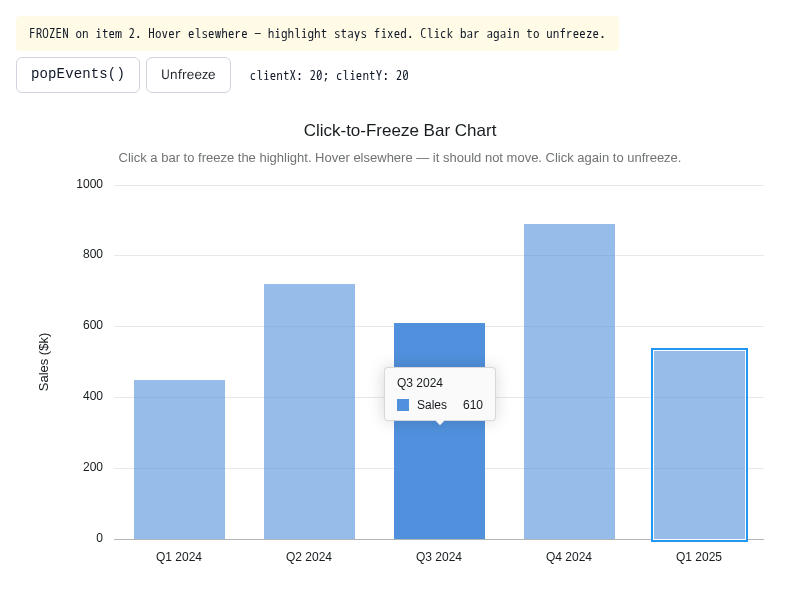 FROZEN on item 2. Hover elsewhere — highlight stays fixed. Click bar again to unfreeze.
popEvents() Unfreeze clientX: 20; clientY: 20
Click-to-Freeze Bar Chart
Click a bar to freeze the highlight. Hover elsewhere — it should not move. Click again to unfreeze.
1000
800
600
400
200
0
Sales ($k)
Q3 2024
Sales 610
Q1 2024 Q2 2024 Q3 2024 Q4 2024 Q1 2025